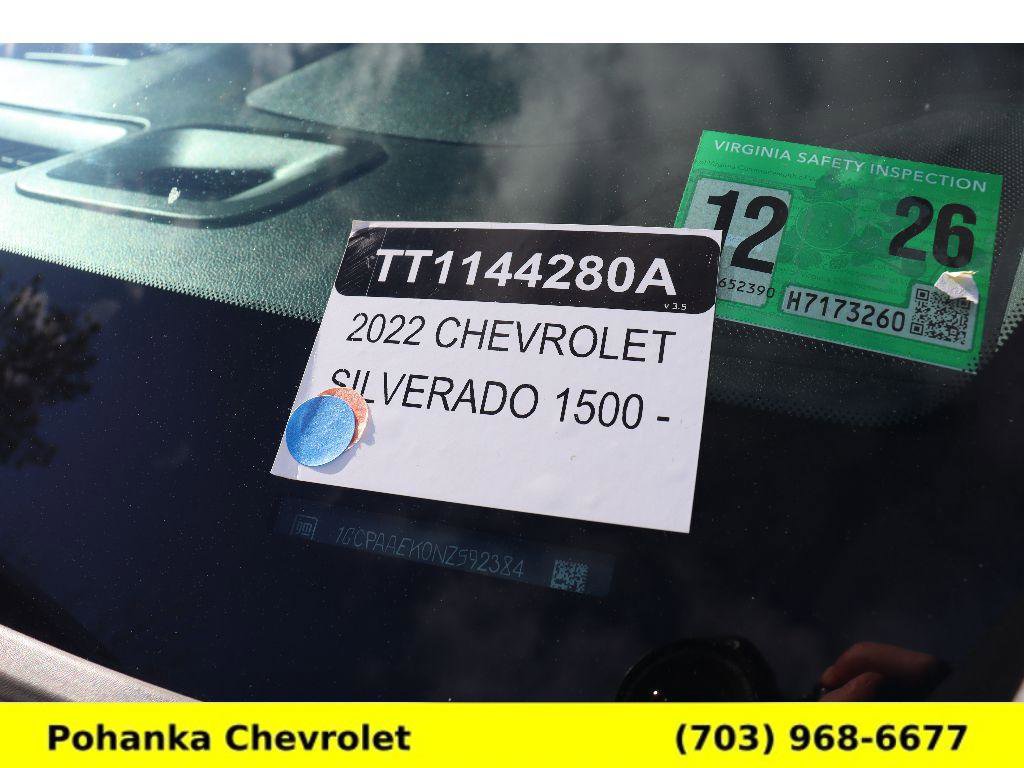 VIRGINIA SAFETY INSPECTION
12 26
652390
H7173260
TT1144280A
v 3.5
2022 CHEVROLET
SILVERADO 1500 -
gm 1GCPAAEK0NZ592384
Pohanka Chevrolet (703) 968-6677